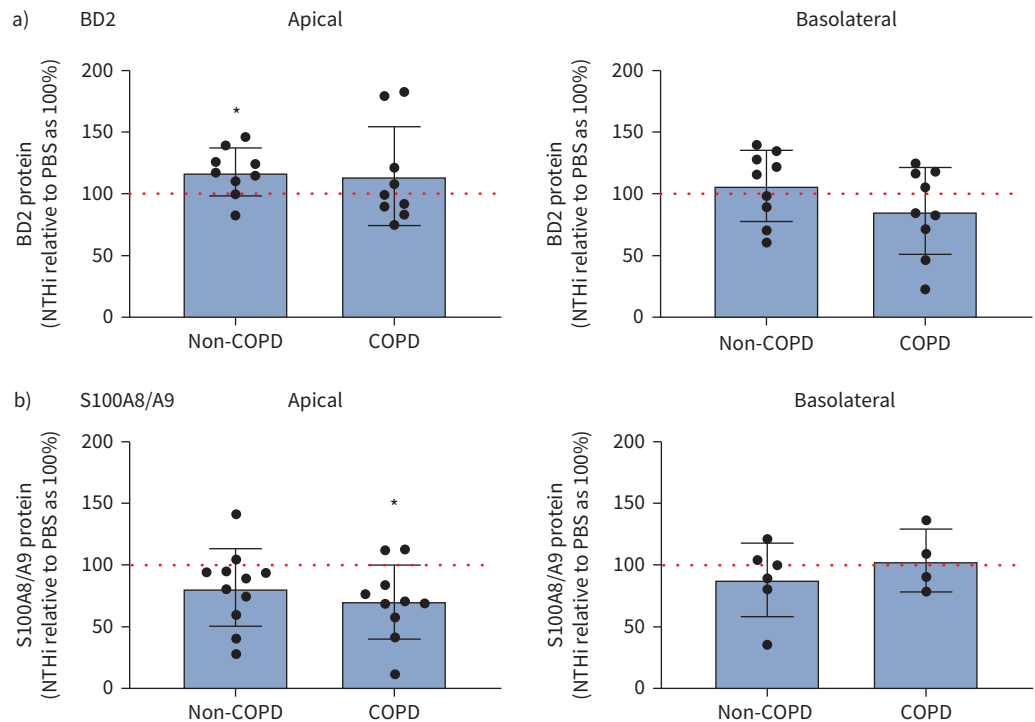 a) BD2 Apical Basolateral
BD2 protein
(NTHi relative to PBS as 100%)
200
150
100
50
0
*
Non-COPD COPD
BD2 protein
(NTHi relative to PBS as 100%)
200
150
100
50
0
Non-COPD COPD
b) S100A8/A9 Apical Basolateral
S100A8/A9 protein
(NTHi relative to PBS as 100%)
200
150
100
50
0
*
Non-COPD COPD
S100A8/A9 protein
(NTHi relative to PBS as 100%)
200
150
100
50
0
Non-COPD COPD